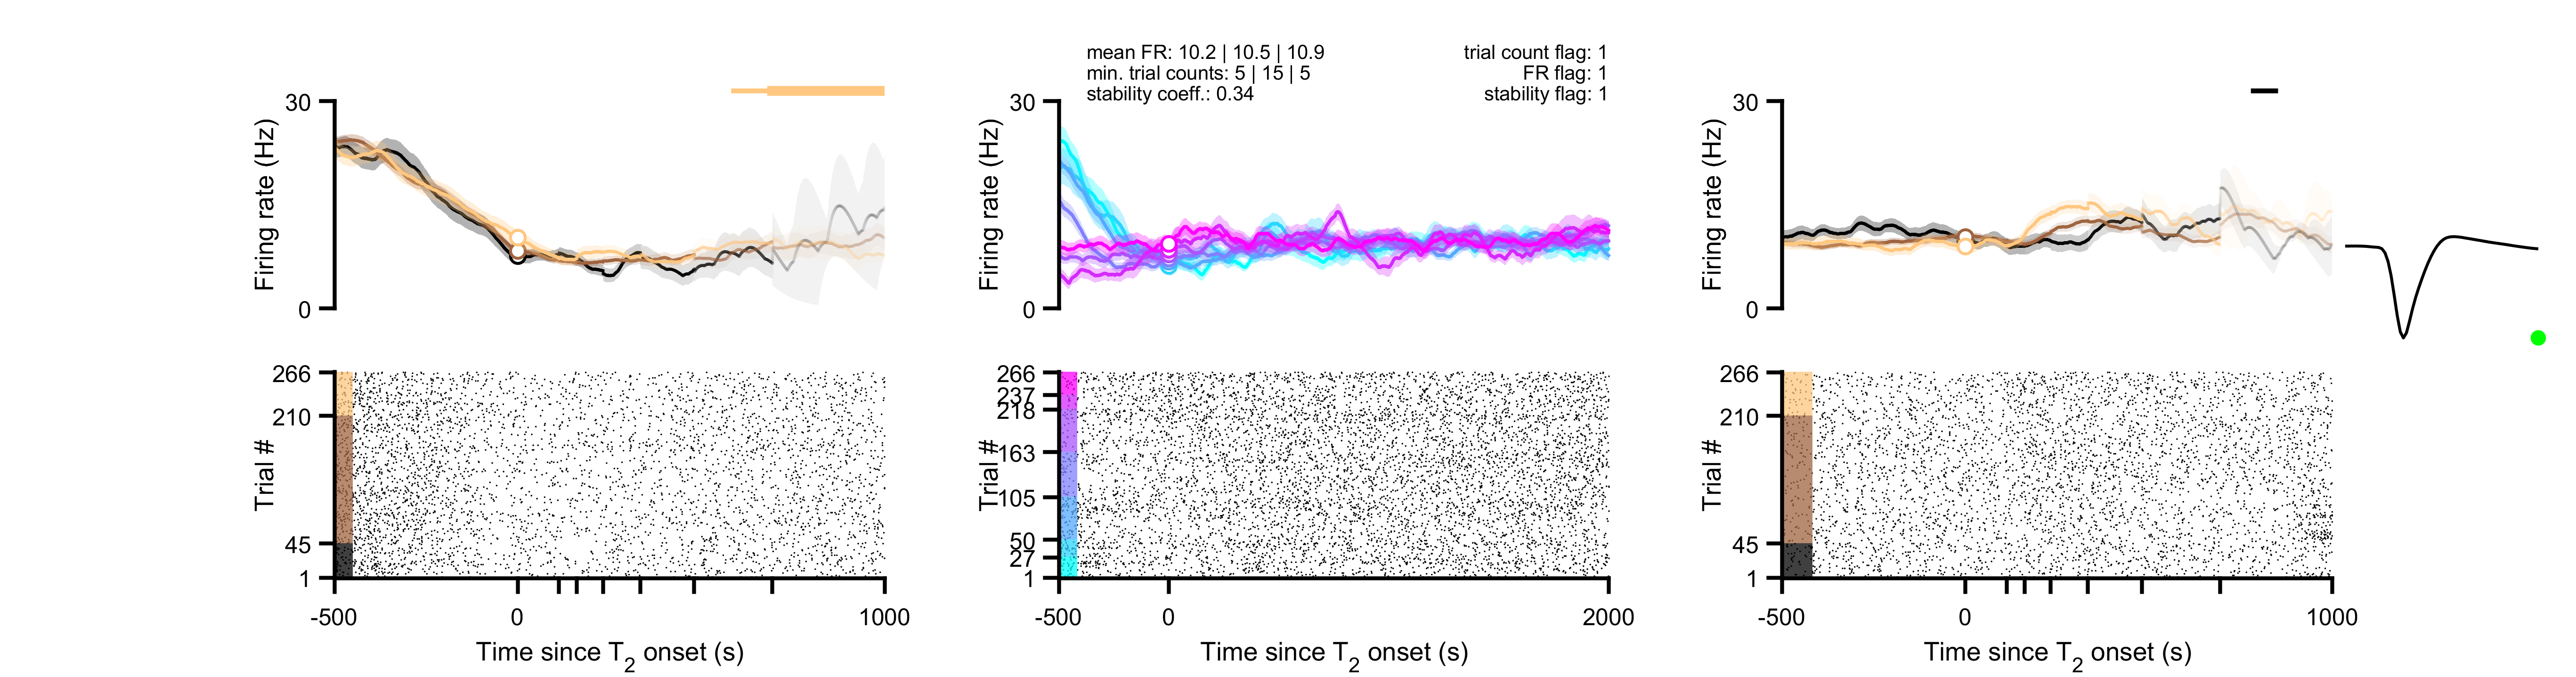 mean FR: 10.2 | 10.5 | 10.9
min. trial counts: 5 | 15 | 5
stability coeff.: 0.34
trial count flag: 1
FR flag: 1
stability flag: 1
30
0
Firing rate (Hz)
30
0
Firing rate (Hz)
30
0
Firing rate (Hz)
266
210
45
1
Trial #
-500
0
1000
Time since T2 onset (s)
266
237
218
163
105
50
27
1
Trial #
-500
0
2000
Time since T2 onset (s)
266
210
45
1
Trial #
-500
0
1000
Time since T2 onset (s)